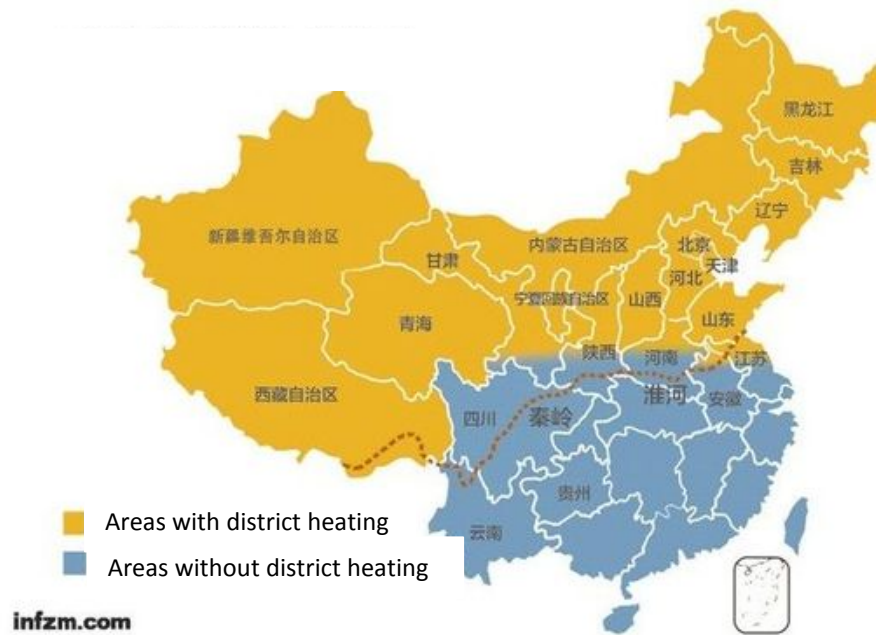 黑龙江
吉林
辽宁
新疆维吾尔自治区
内蒙古自治区
北京
天津
甘肃
河北
宁夏回族自治区
山西
青海
山东
陕西
河南
江苏
西藏自治区
四川
秦岭
淮河
安徽
贵州
云南
Areas with district heating
Areas without district heating
infzm.com